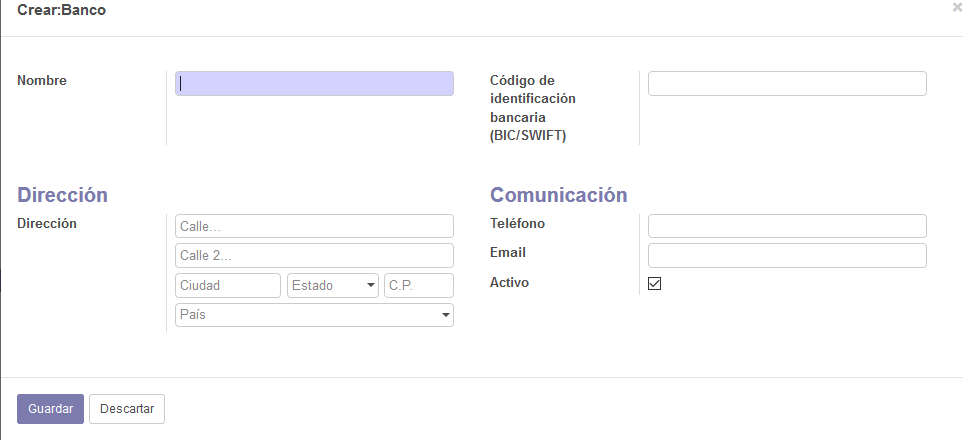 Crear:Banco
×
Nombre
Código de
identificación
bancaria
(BIC/SWIFT)
Dirección
Dirección
Calle...
Calle 2...
Ciudad
Estado
C.P.
País
Comunicación
Teléfono
Email
Activo
Guardar
Descartar